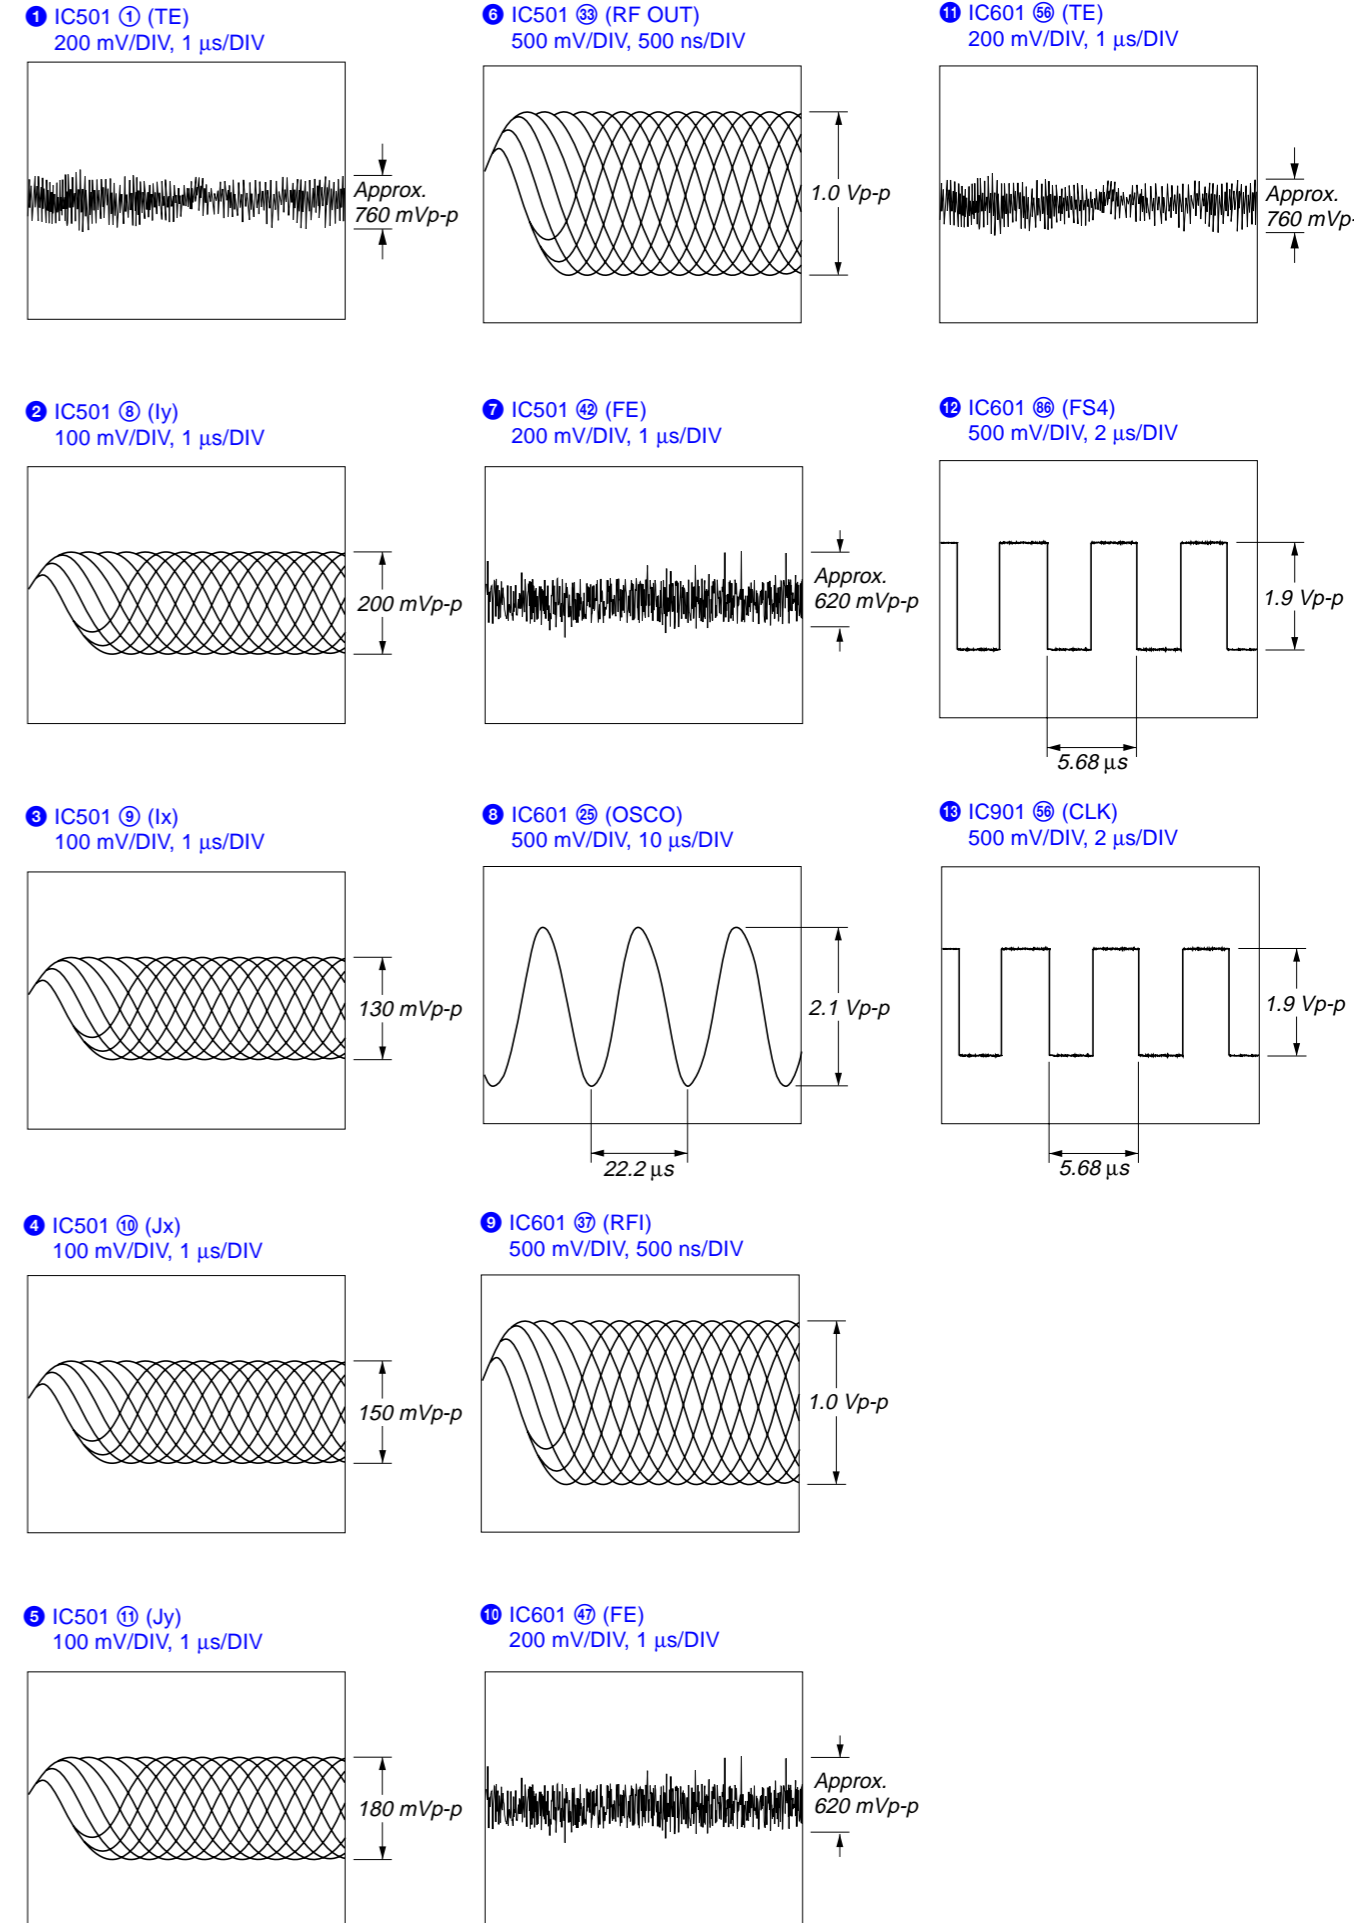 ❶ IC501 ① (TE)
200 mV/DIV, 1 µs/DIV
Approx.
760 mVp-p
❷ IC501 ⑧ (Iy)
100 mV/DIV, 1 µs/DIV
200 mVp-p
❸ IC501 ⑨ (Ix)
100 mV/DIV, 1 µs/DIV
130 mVp-p
❹ IC501 ⑩ (Jx)
100 mV/DIV, 1 µs/DIV
150 mVp-p
❺ IC501 ⑪ (Jy)
100 mV/DIV, 1 µs/DIV
180 mVp-p
❻ IC501 ㉝ (RF OUT)
500 mV/DIV, 500 ns/DIV
1.0 Vp-p
❼ IC501 ㊷ (FE)
200 mV/DIV, 1 µs/DIV
Approx.
620 mVp-p
❽ IC601 ㉕ (OSCO)
500 mV/DIV, 10 µs/DIV
2.1 Vp-p
22.2 µs
❾ IC601 ㊲ (RFI)
500 mV/DIV, 500 ns/DIV
1.0 Vp-p
❿ IC601 ㊼ (FE)
200 mV/DIV, 1 µs/DIV
Approx.
620 mVp-p
⓫ IC601 56 (TE)
200 mV/DIV, 1 µs/DIV
Approx.
760 mVp-
⓬ IC601 86 (FS4)
500 mV/DIV, 2 µs/DIV
1.9 Vp-p
5.68 µs
⓭ IC901 56 (CLK)
500 mV/DIV, 2 µs/DIV
1.9 Vp-p
5.68 µs